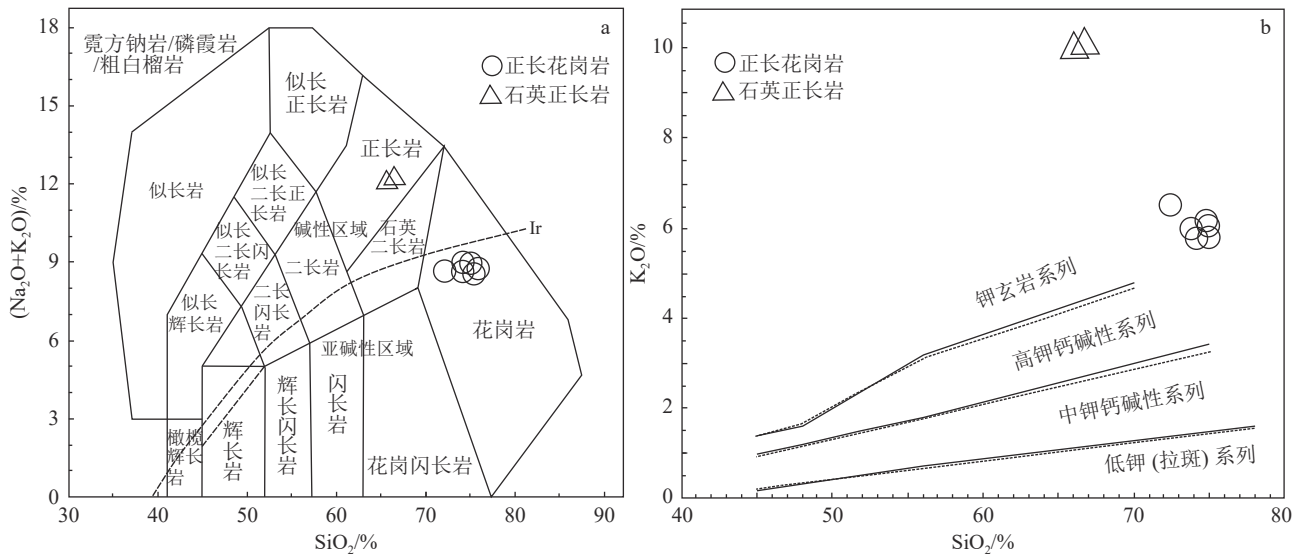 a
18
15
12
9
6
3
0
(Na₂O+K₂O)/%
霓方钠岩/磷霞岩
/粗白榴岩
正长花岗岩
石英正长岩
似长
正长岩
正长岩
似长岩
似长
二长正
长岩
碱性区域
石英
二长岩
Ir
似长
二长闪
长岩
二长岩
似长
辉长岩
二长
闪长
岩
花岗岩
亚碱性区域
橄榄
辉长
岩
辉长岩
辉长闪长岩
闪长岩
花岗闪长岩
30 40 50 60 70 80 90
SiO₂/%
b
10
8
6
4
2
0
K₂O/%
正长花岗岩
石英正长岩
钾玄岩系列
高钾钙碱性系列
中钾钙碱性系列
低钾 (拉斑) 系列
40 50 60 70 80
SiO₂/%